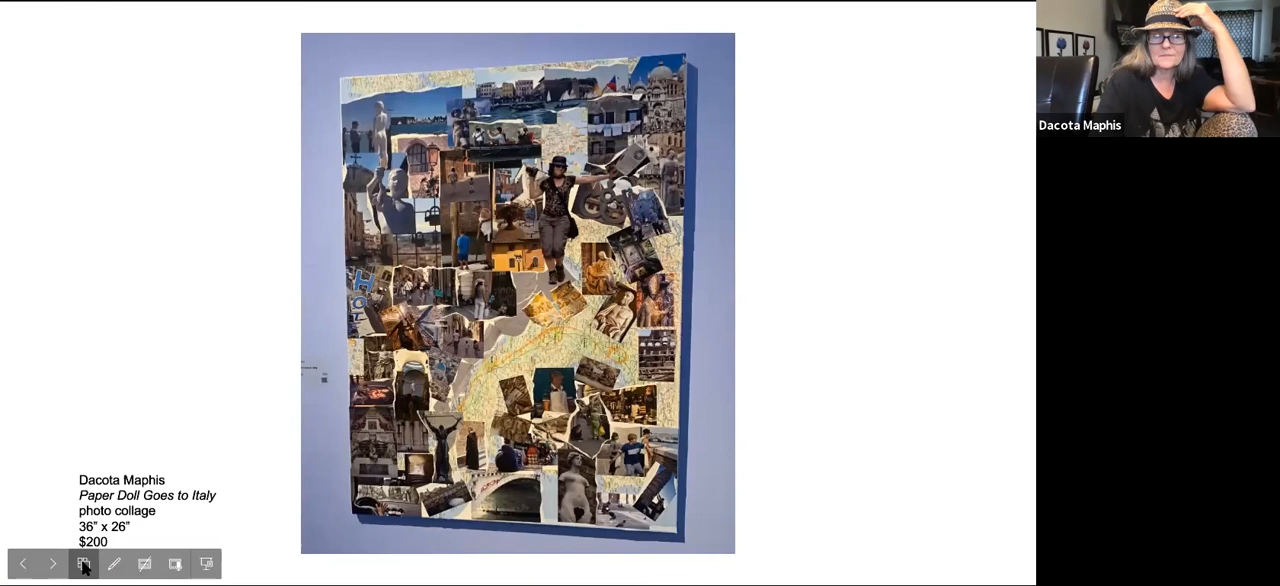 Dacota Maphis
Dacota Maphis
Paper Doll Goes to Italy
photo collage
36” x 26”
$200